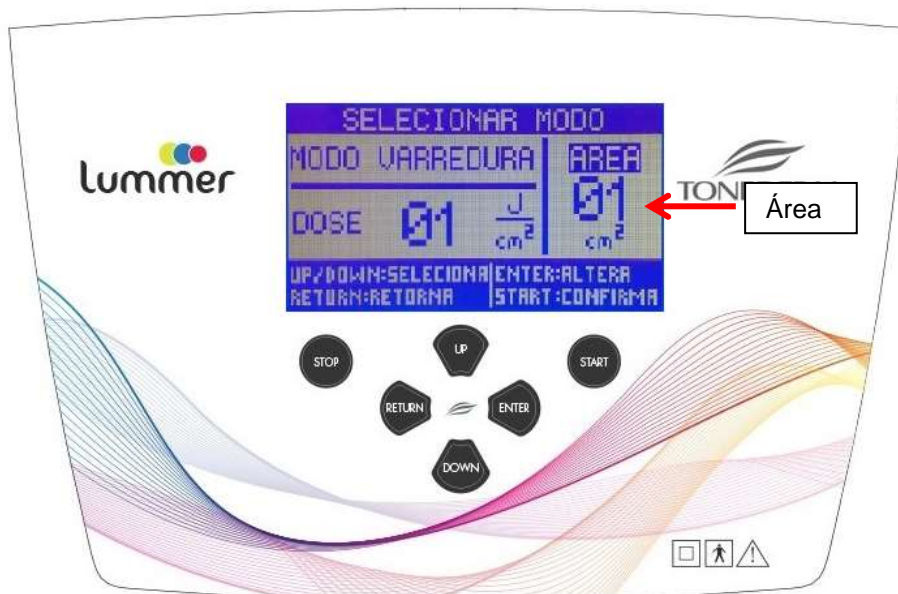 SELECIONAR MODO
MODO VARREDURA
AREA
DOSE 01 J/cm²
01
cm²
UP/DOWN:SELECIONA ENTER:ALTERA
RETURN:RETORNA START:CONFIRMA
lummer
Área
STOP
UP
START
RETURN
ENTER
DOWN